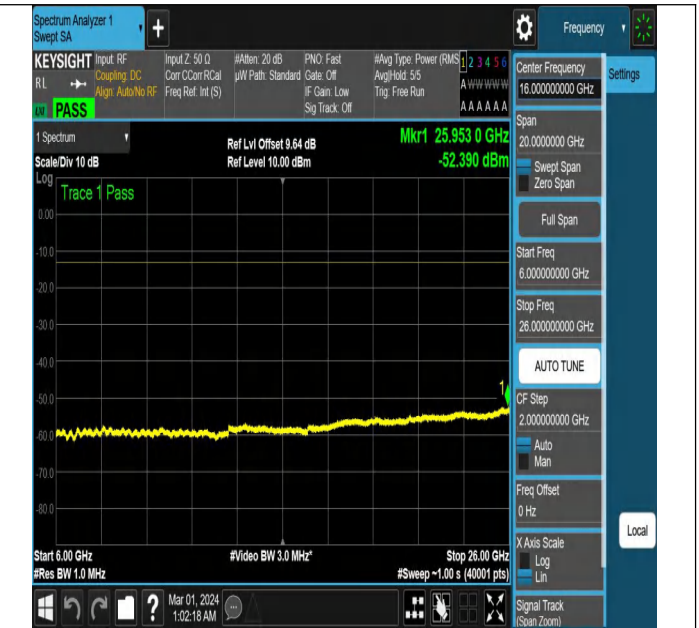 Spectrum Analyzer 1
Swept SA
+
Frequency
KEYSIGHT
RL
PASS
Input: RF
Coupling: DC
Align: Auto/No RF
Input Z: 50 Ω
Corr CCorr RCal
Freq Ref: Int (S)
#Atten: 20 dB
µW Path: Standard
PNO: Fast
Gate: Off
IF Gain: Low
Sig Track: Off
#Avg Type: Power (RMS
Avg|Hold: 5/5
Trig: Free Run
1 2 3 4 5 6
A W W W W W
A A A A A A
1 Spectrum
Scale/Div 10 dB
Ref Lvl Offset 9.64 dB
Ref Level 10.00 dBm
Mkr1 25.953 0 GHz
-52.390 dBm
Log
Trace 1 Pass
0.00
-10.0
-20.0
-30.0
-40.0
-50.0
-60.0
-70.0
-80.0
1
Start 6.00 GHz
#Res BW 1.0 MHz
#Video BW 3.0 MHz*
Stop 26.00 GHz
#Sweep ~1.00 s (40001 pts)
?
Mar 01, 2024
1:02:18 AM
Center Frequency
16.000000000 GHz
Settings
Span
20.0000000 GHz
Swept Span
Zero Span
Full Span
Start Freq
6.000000000 GHz
Stop Freq
26.000000000 GHz
AUTO TUNE
CF Step
2.000000000 GHz
Auto
Man
Freq Offset
0 Hz
X Axis Scale
Log
Lin
Signal Track
(Span Zoom)
Local